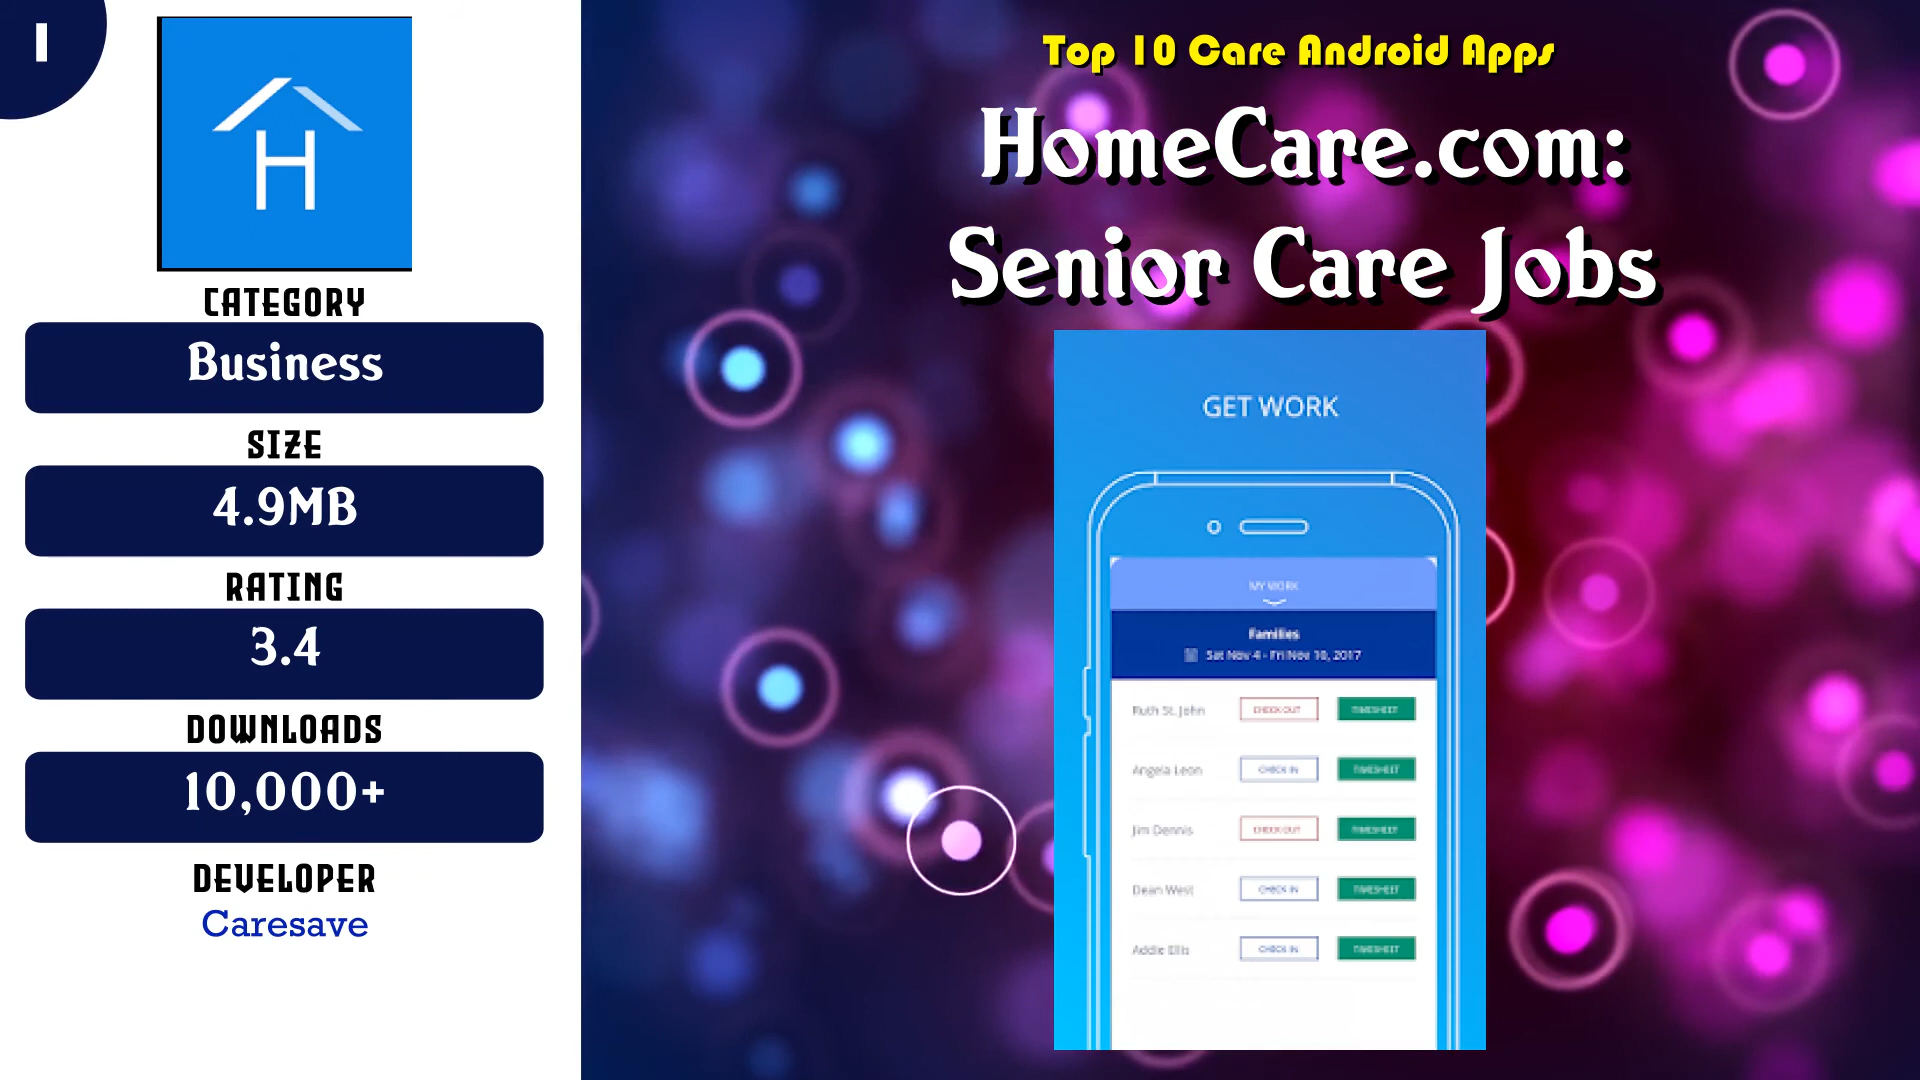 1
H
CATEGORY
Business
SIZE
4.9MB
RATING
3.4
DOWNLOADS
10,000+
DEVELOPER
Caresave
Top 10 Care Android Apps
HomeCare.com:
Senior Care Jobs
GET WORK
MY WORK
Families
Sat Nov 4 - Fri Nov 10, 2017
Ruth St. John CHECK OUT TIMESHEET
Angela Leon CHECK IN TIMESHEET
Jim Dennis CHECK OUT TIMESHEET
Dean West CHECK IN TIMESHEET
Addie Ellis CHECK IN TIMESHEET